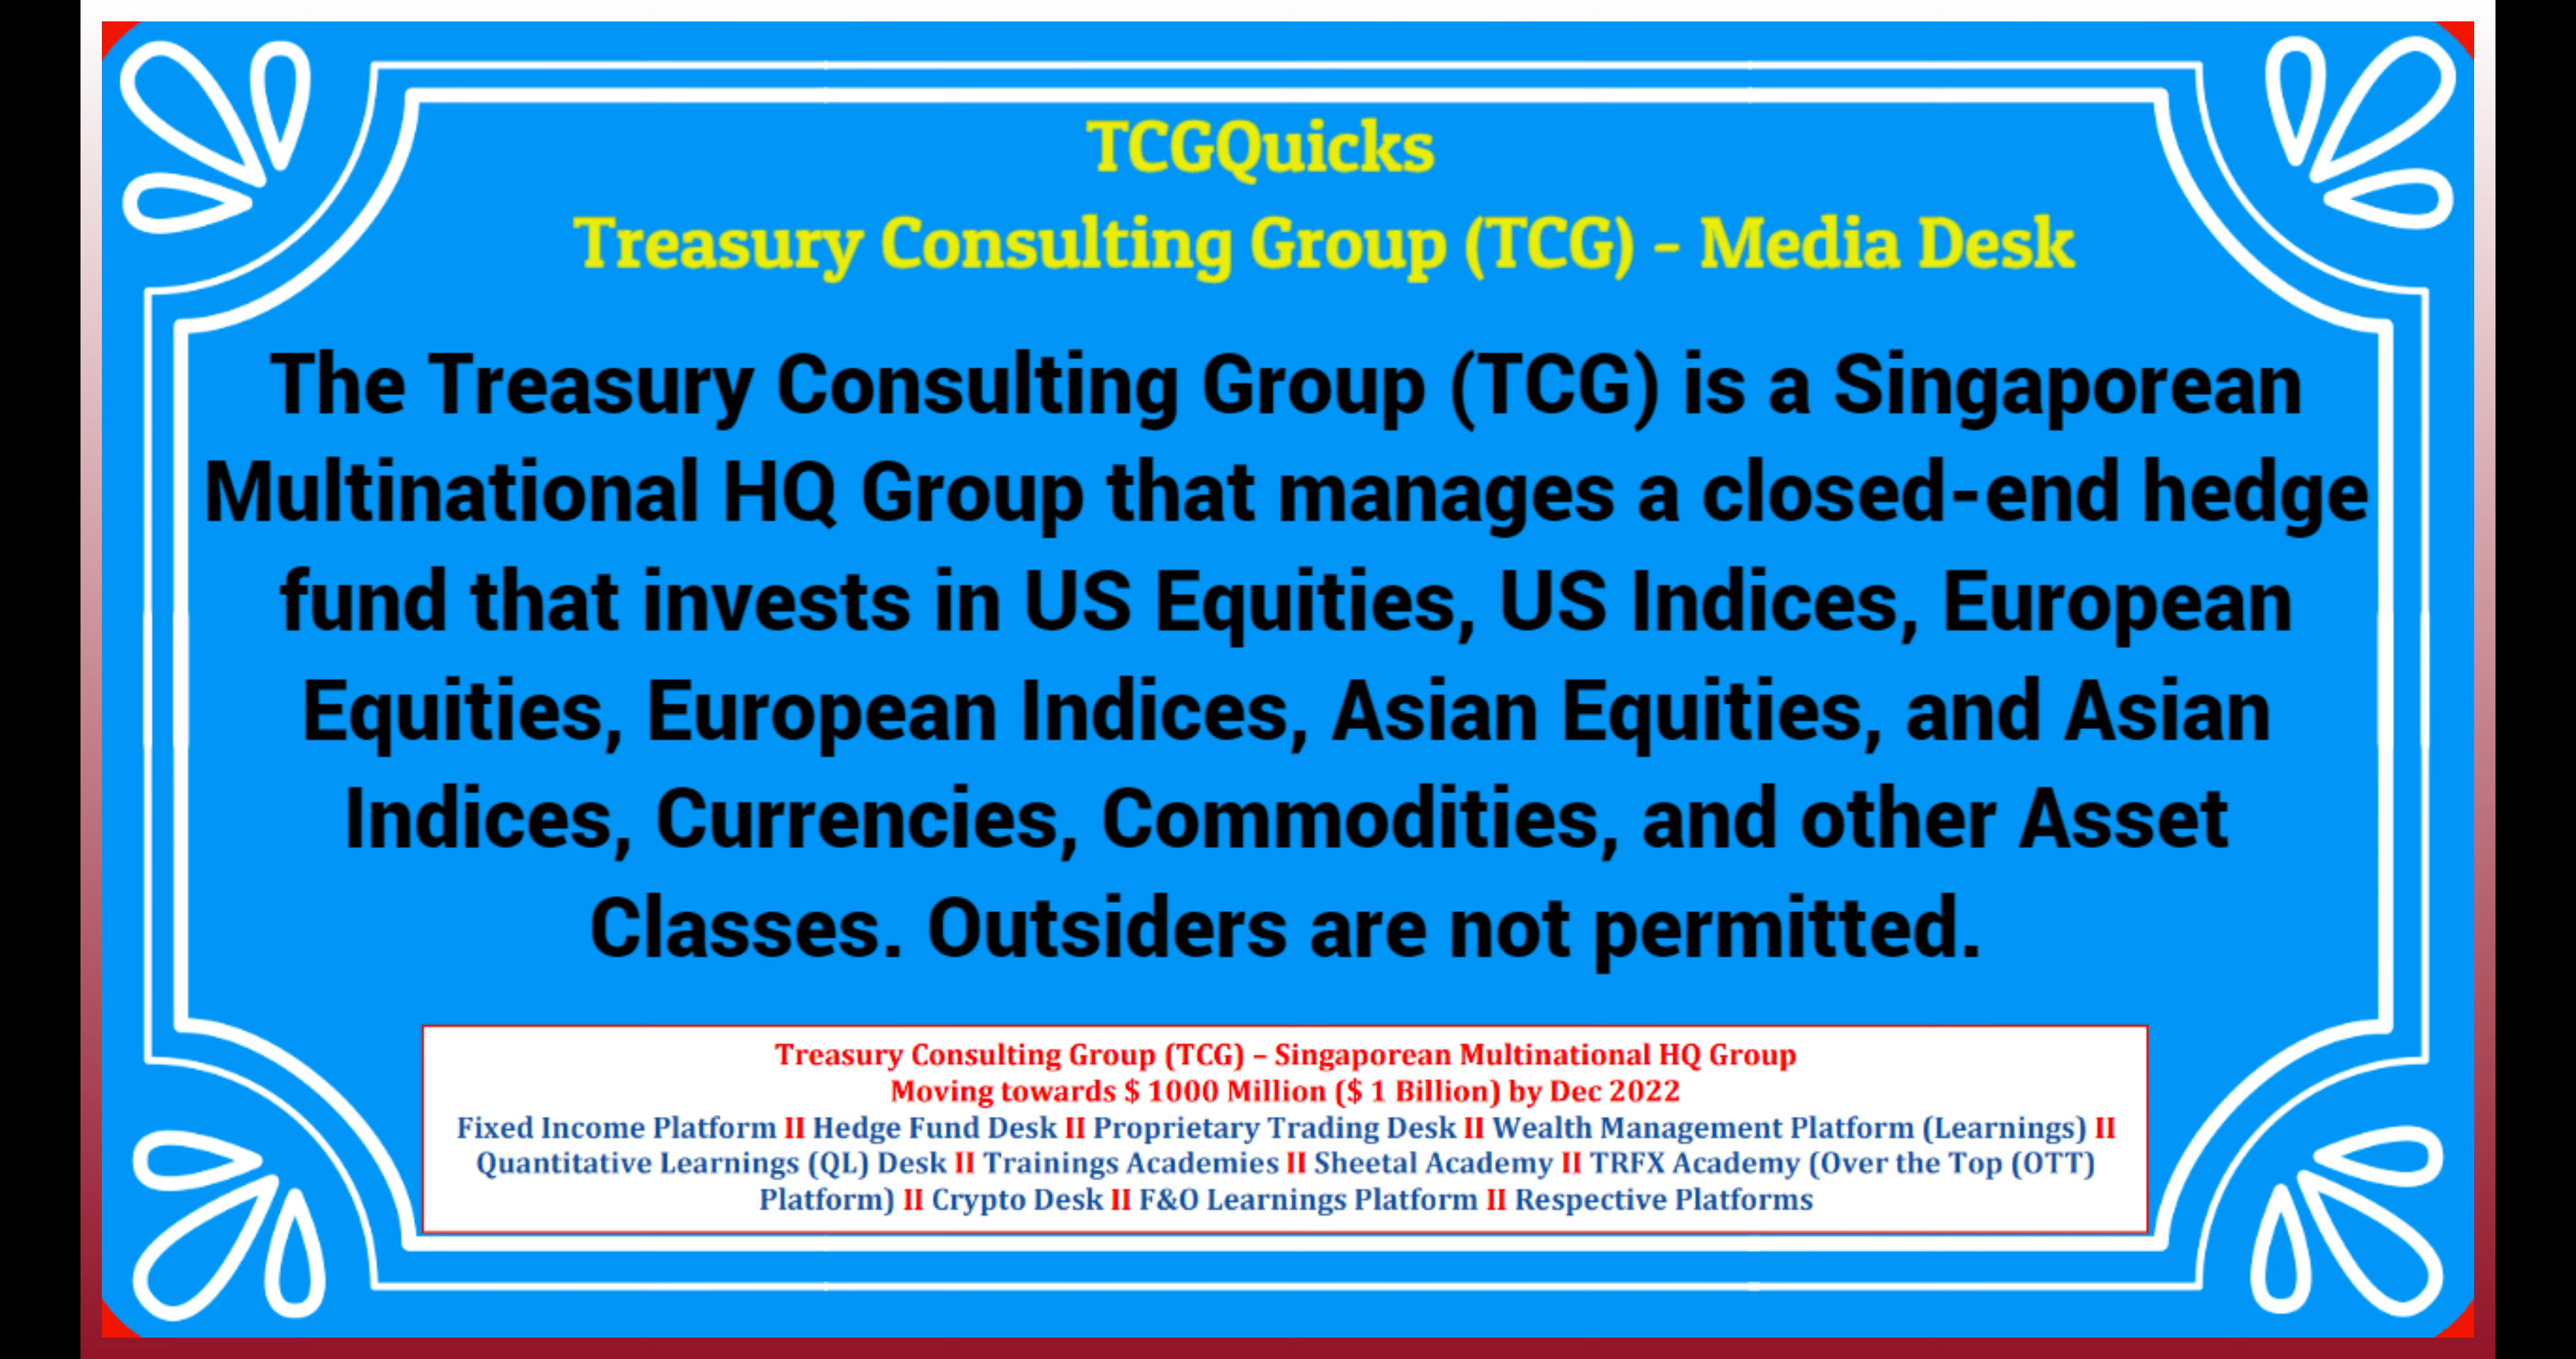 TCGQuicks
Treasury Consulting Group (TCG) - Media Desk
The Treasury Consulting Group (TCG) is a Singaporean
Multinational HQ Group that manages a closed-end hedge
fund that invests in US Equities, US Indices, European
Equities, European Indices, Asian Equities, and Asian
Indices, Currencies, Commodities, and other Asset
Classes. Outsiders are not permitted.
Treasury Consulting Group (TCG) – Singaporean Multinational HQ Group
Moving towards $ 1000 Million ($ 1 Billion) by Dec 2022
Fixed Income Platform II Hedge Fund Desk II Proprietary Trading Desk II Wealth Management Platform (Learnings) II
Quantitative Learnings (QL) Desk II Trainings Academies II Sheetal Academy II TRFX Academy (Over the Top (OTT)
Platform) II Crypto Desk II F&O Learnings Platform II Respective Platforms